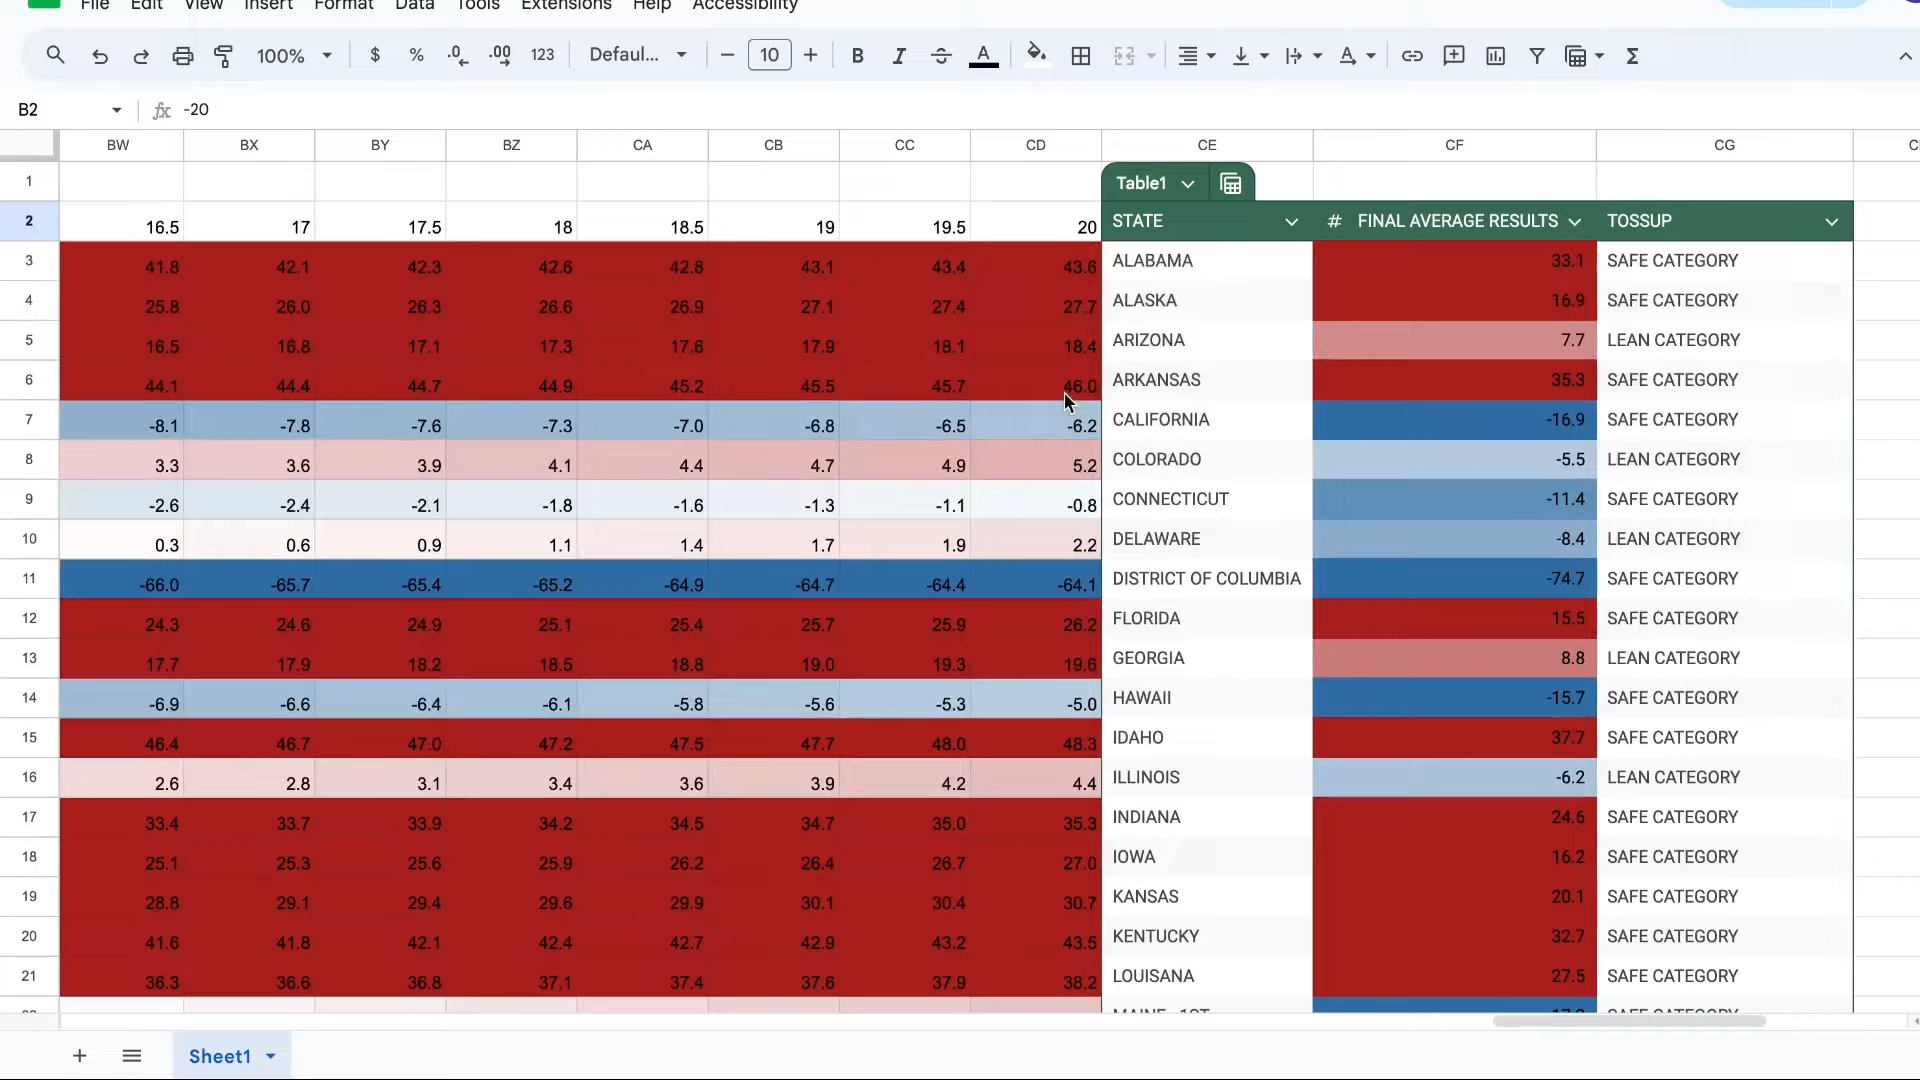 File Edit View Insert Format Data Tools Extensions Help Accessibility
100% $ % .0 .00 123 Defaul... − 10 + B I A Σ
B2 fx -20
BW BX BY BZ CA CB CC CD CE CF CG
1 Table1
2 16.5 17 17.5 18 18.5 19 19.5 20 STATE # FINAL AVERAGE RESULTS TOSSUP
3 41.8 42.1 42.3 42.6 42.8 43.1 43.4 43.6 ALABAMA 33.1 SAFE CATEGORY
4 25.8 26.0 26.3 26.6 26.9 27.1 27.4 27.7 ALASKA 16.9 SAFE CATEGORY
5 16.5 16.8 17.1 17.3 17.6 17.9 18.1 18.4 ARIZONA 7.7 LEAN CATEGORY
6 44.1 44.4 44.7 44.9 45.2 45.5 45.7 46.0 ARKANSAS 35.3 SAFE CATEGORY
7 -8.1 -7.8 -7.6 -7.3 -7.0 -6.8 -6.5 -6.2 CALIFORNIA -16.9 SAFE CATEGORY
8 3.3 3.6 3.9 4.1 4.4 4.7 4.9 5.2 COLORADO -5.5 LEAN CATEGORY
9 -2.6 -2.4 -2.1 -1.8 -1.6 -1.3 -1.1 -0.8 CONNECTICUT -11.4 SAFE CATEGORY
10 0.3 0.6 0.9 1.1 1.4 1.7 1.9 2.2 DELAWARE -8.4 LEAN CATEGORY
11 -66.0 -65.7 -65.4 -65.2 -64.9 -64.7 -64.4 -64.1 DISTRICT OF COLUMBIA -74.7 SAFE CATEGORY
12 24.3 24.6 24.9 25.1 25.4 25.7 25.9 26.2 FLORIDA 15.5 SAFE CATEGORY
13 17.7 17.9 18.2 18.5 18.8 19.0 19.3 19.6 GEORGIA 8.8 LEAN CATEGORY
14 -6.9 -6.6 -6.4 -6.1 -5.8 -5.6 -5.3 -5.0 HAWAII -15.7 SAFE CATEGORY
15 46.4 46.7 47.0 47.2 47.5 47.7 48.0 48.3 IDAHO 37.7 SAFE CATEGORY
16 2.6 2.8 3.1 3.4 3.6 3.9 4.2 4.4 ILLINOIS -6.2 LEAN CATEGORY
17 33.4 33.7 33.9 34.2 34.5 34.7 35.0 35.3 INDIANA 24.6 SAFE CATEGORY
18 25.1 25.3 25.6 25.9 26.2 26.4 26.7 27.0 IOWA 16.2 SAFE CATEGORY
19 28.8 29.1 29.4 29.6 29.9 30.1 30.4 30.7 KANSAS 20.1 SAFE CATEGORY
20 41.6 41.8 42.1 42.4 42.7 42.9 43.2 43.5 KENTUCKY 32.7 SAFE CATEGORY
21 36.3 36.6 36.8 37.1 37.4 37.6 37.9 38.2 LOUISANA 27.5 SAFE CATEGORY
Sheet1